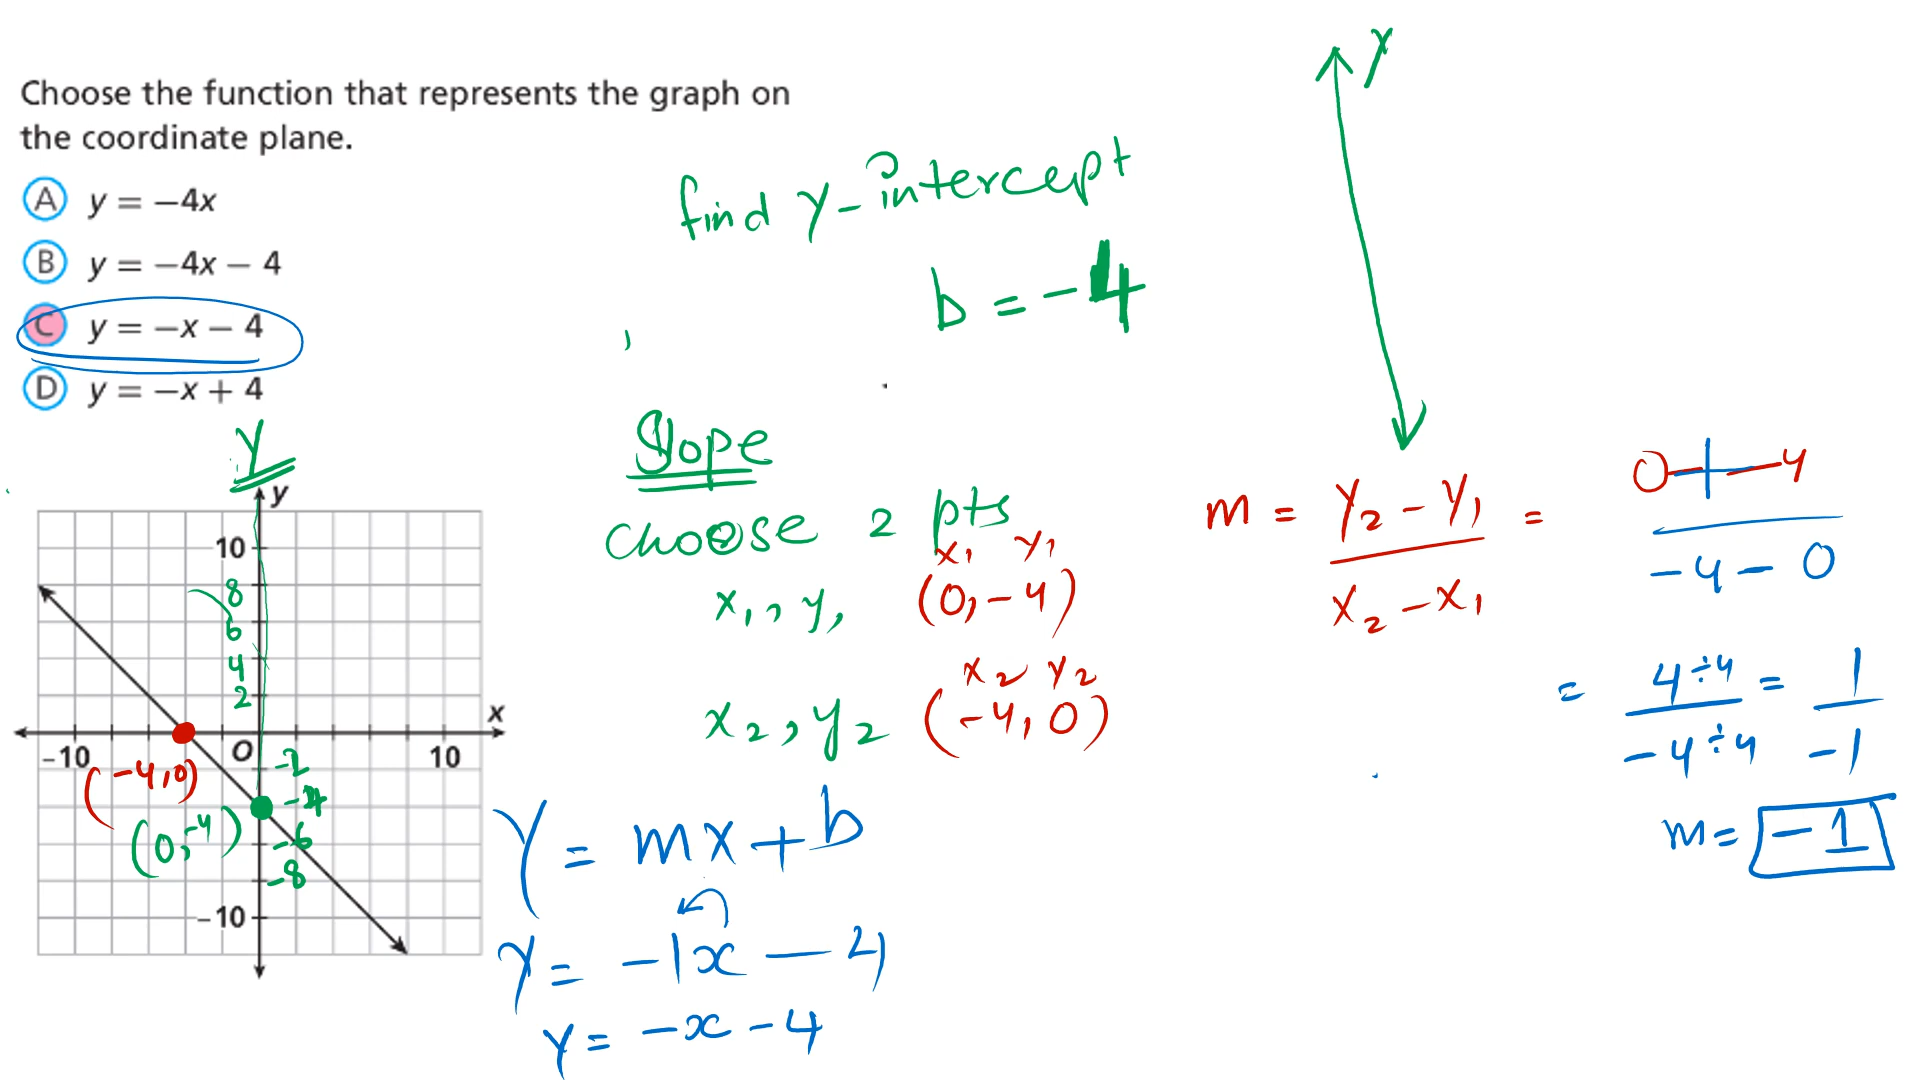 Choose the function that represents the graph on
the coordinate plane.
A y = −4x
B y = −4x − 4
C y = −x − 4
D y = −x + 4
find y-intercept
b = -4
y
Slope
choose 2 pts
x₁ y₁
x₁, y₁ (0, -4)
x₂ y₂
x₂, y₂ (-4, 0)
m = y₂ - y₁ =
x₂ - x₁
0 + 4
-4 - 0
= 4÷4 = 1
-4÷4 -1
m = -1
Y
y
10
8
6
4
2
x
-10 O 10
(-4,0) -2
-4
(0,-4) -6
-8
-10
Y = mx + b
y = -1x - 4
y = -x - 4